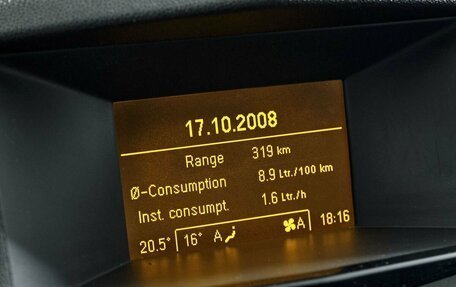 17.10.2008
Range 319 km
Ø-Consumption 8.9 Ltr./100 km
Inst. consumpt. 1.6 Ltr./h
20.5° 16° A A 18:16